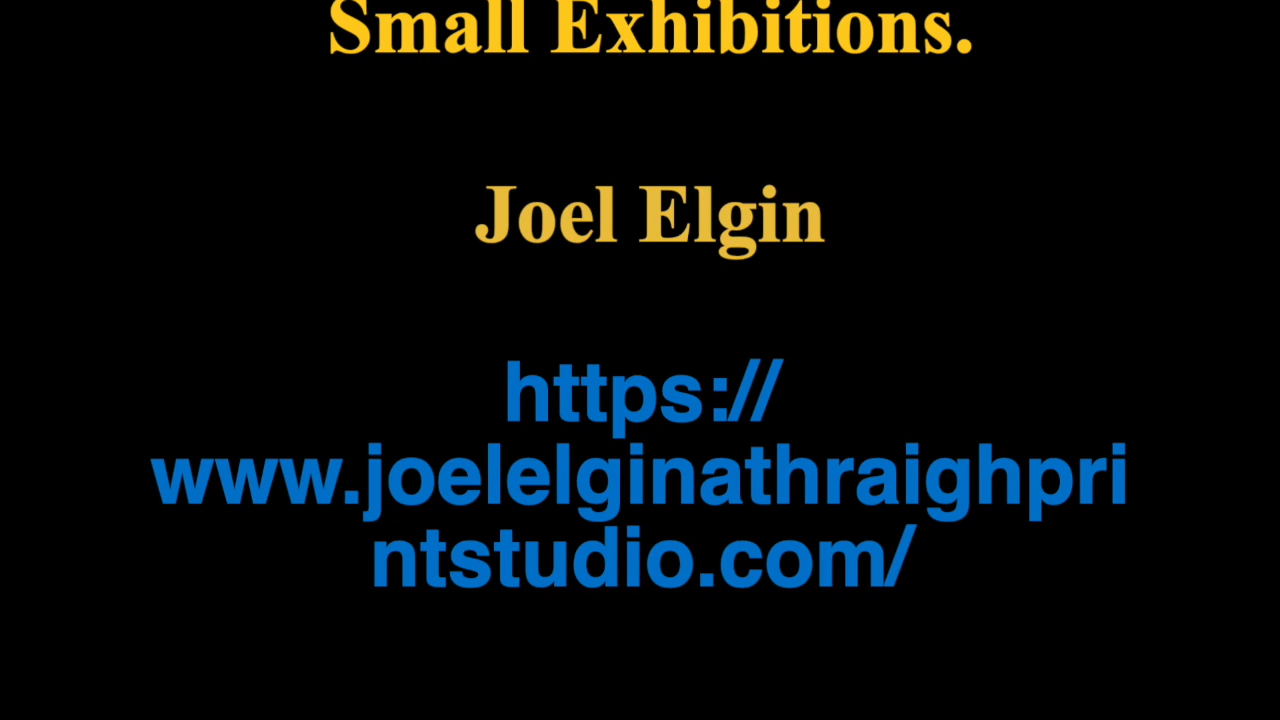 Small Exhibitions.
Joel Elgin
https://
www.joelelginathraighpri
ntstudio.com/